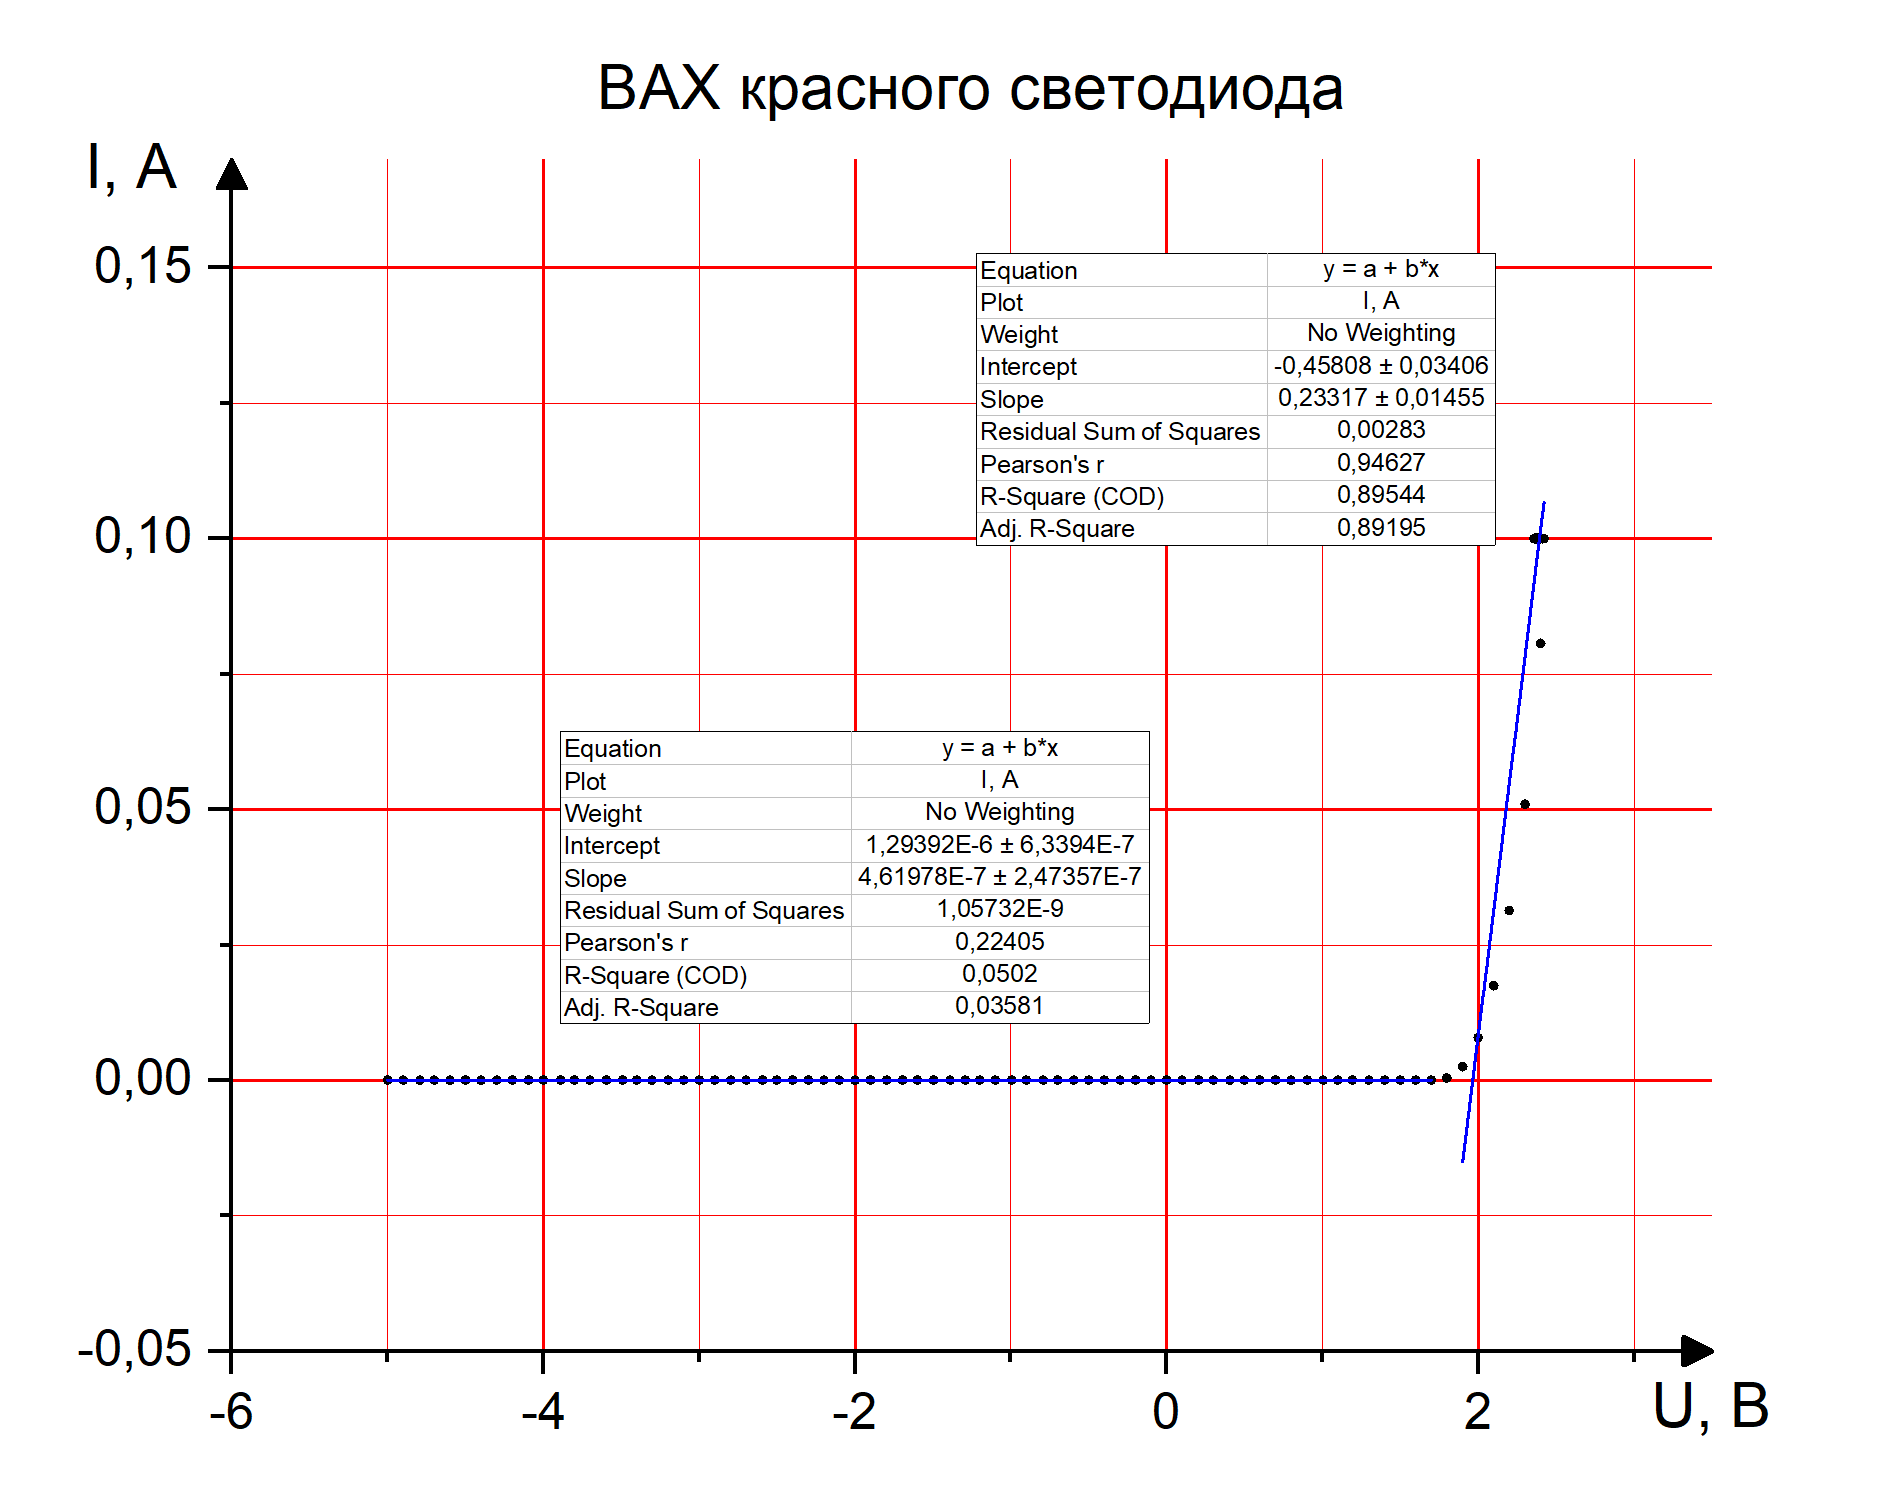 ВАХ красного светодиода
I, А
0,15
0,10
0,05
0,00
-0,05
Equation y = a + b*x
Plot I, A
Weight No Weighting
Intercept -0,45808 ± 0,03406
Slope 0,23317 ± 0,01455
Residual Sum of Squares 0,00283
Pearson's r 0,94627
R-Square (COD) 0,89544
Adj. R-Square 0,89195
Equation y = a + b*x
Plot I, A
Weight No Weighting
Intercept 1,29392E-6 ± 6,3394E-7
Slope 4,61978E-7 ± 2,47357E-7
Residual Sum of Squares 1,05732E-9
Pearson's r 0,22405
R-Square (COD) 0,0502
Adj. R-Square 0,03581
-6 -4 -2 0 2
U, В